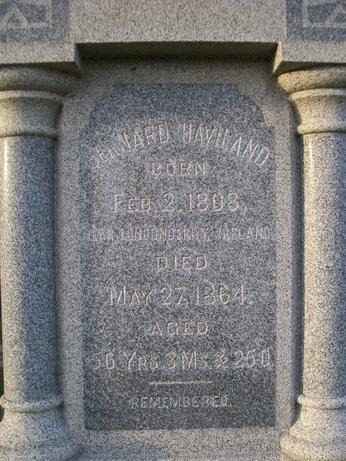 BERNARD HAVILAND
BORN
FEB. 2, 1808,
NEAR LONDONDERRY, IRELAND
DIED
MAY 27, 1864.
AGED
56 YRS. 3 MS. & 25 D.
REMEMBERED